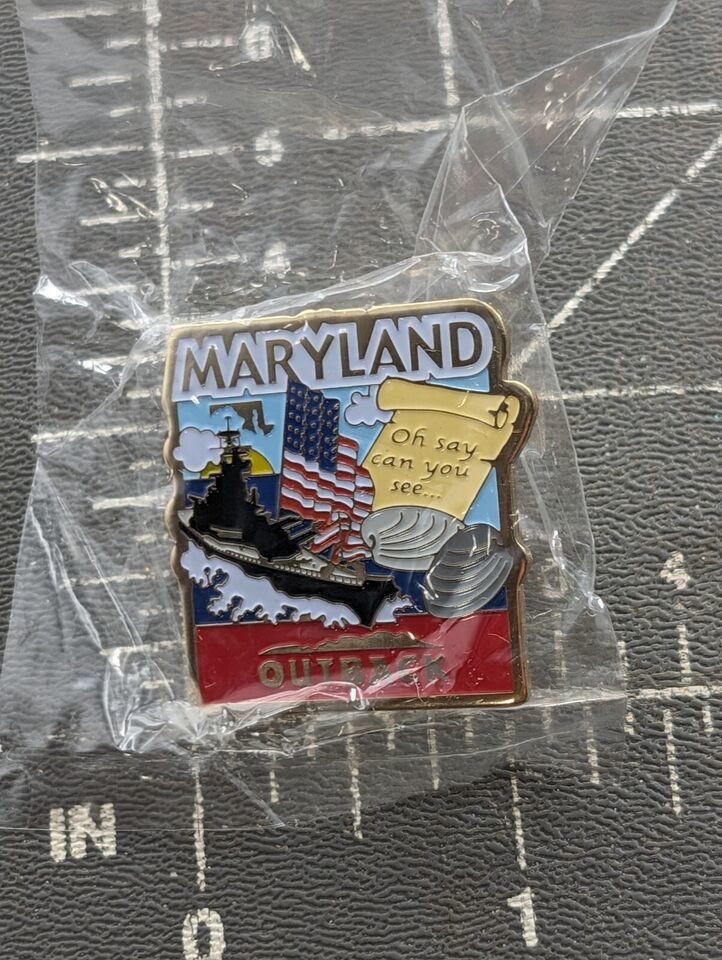 MARYLAND
Oh say
can you
see...
OUTBACK
IN
0
1